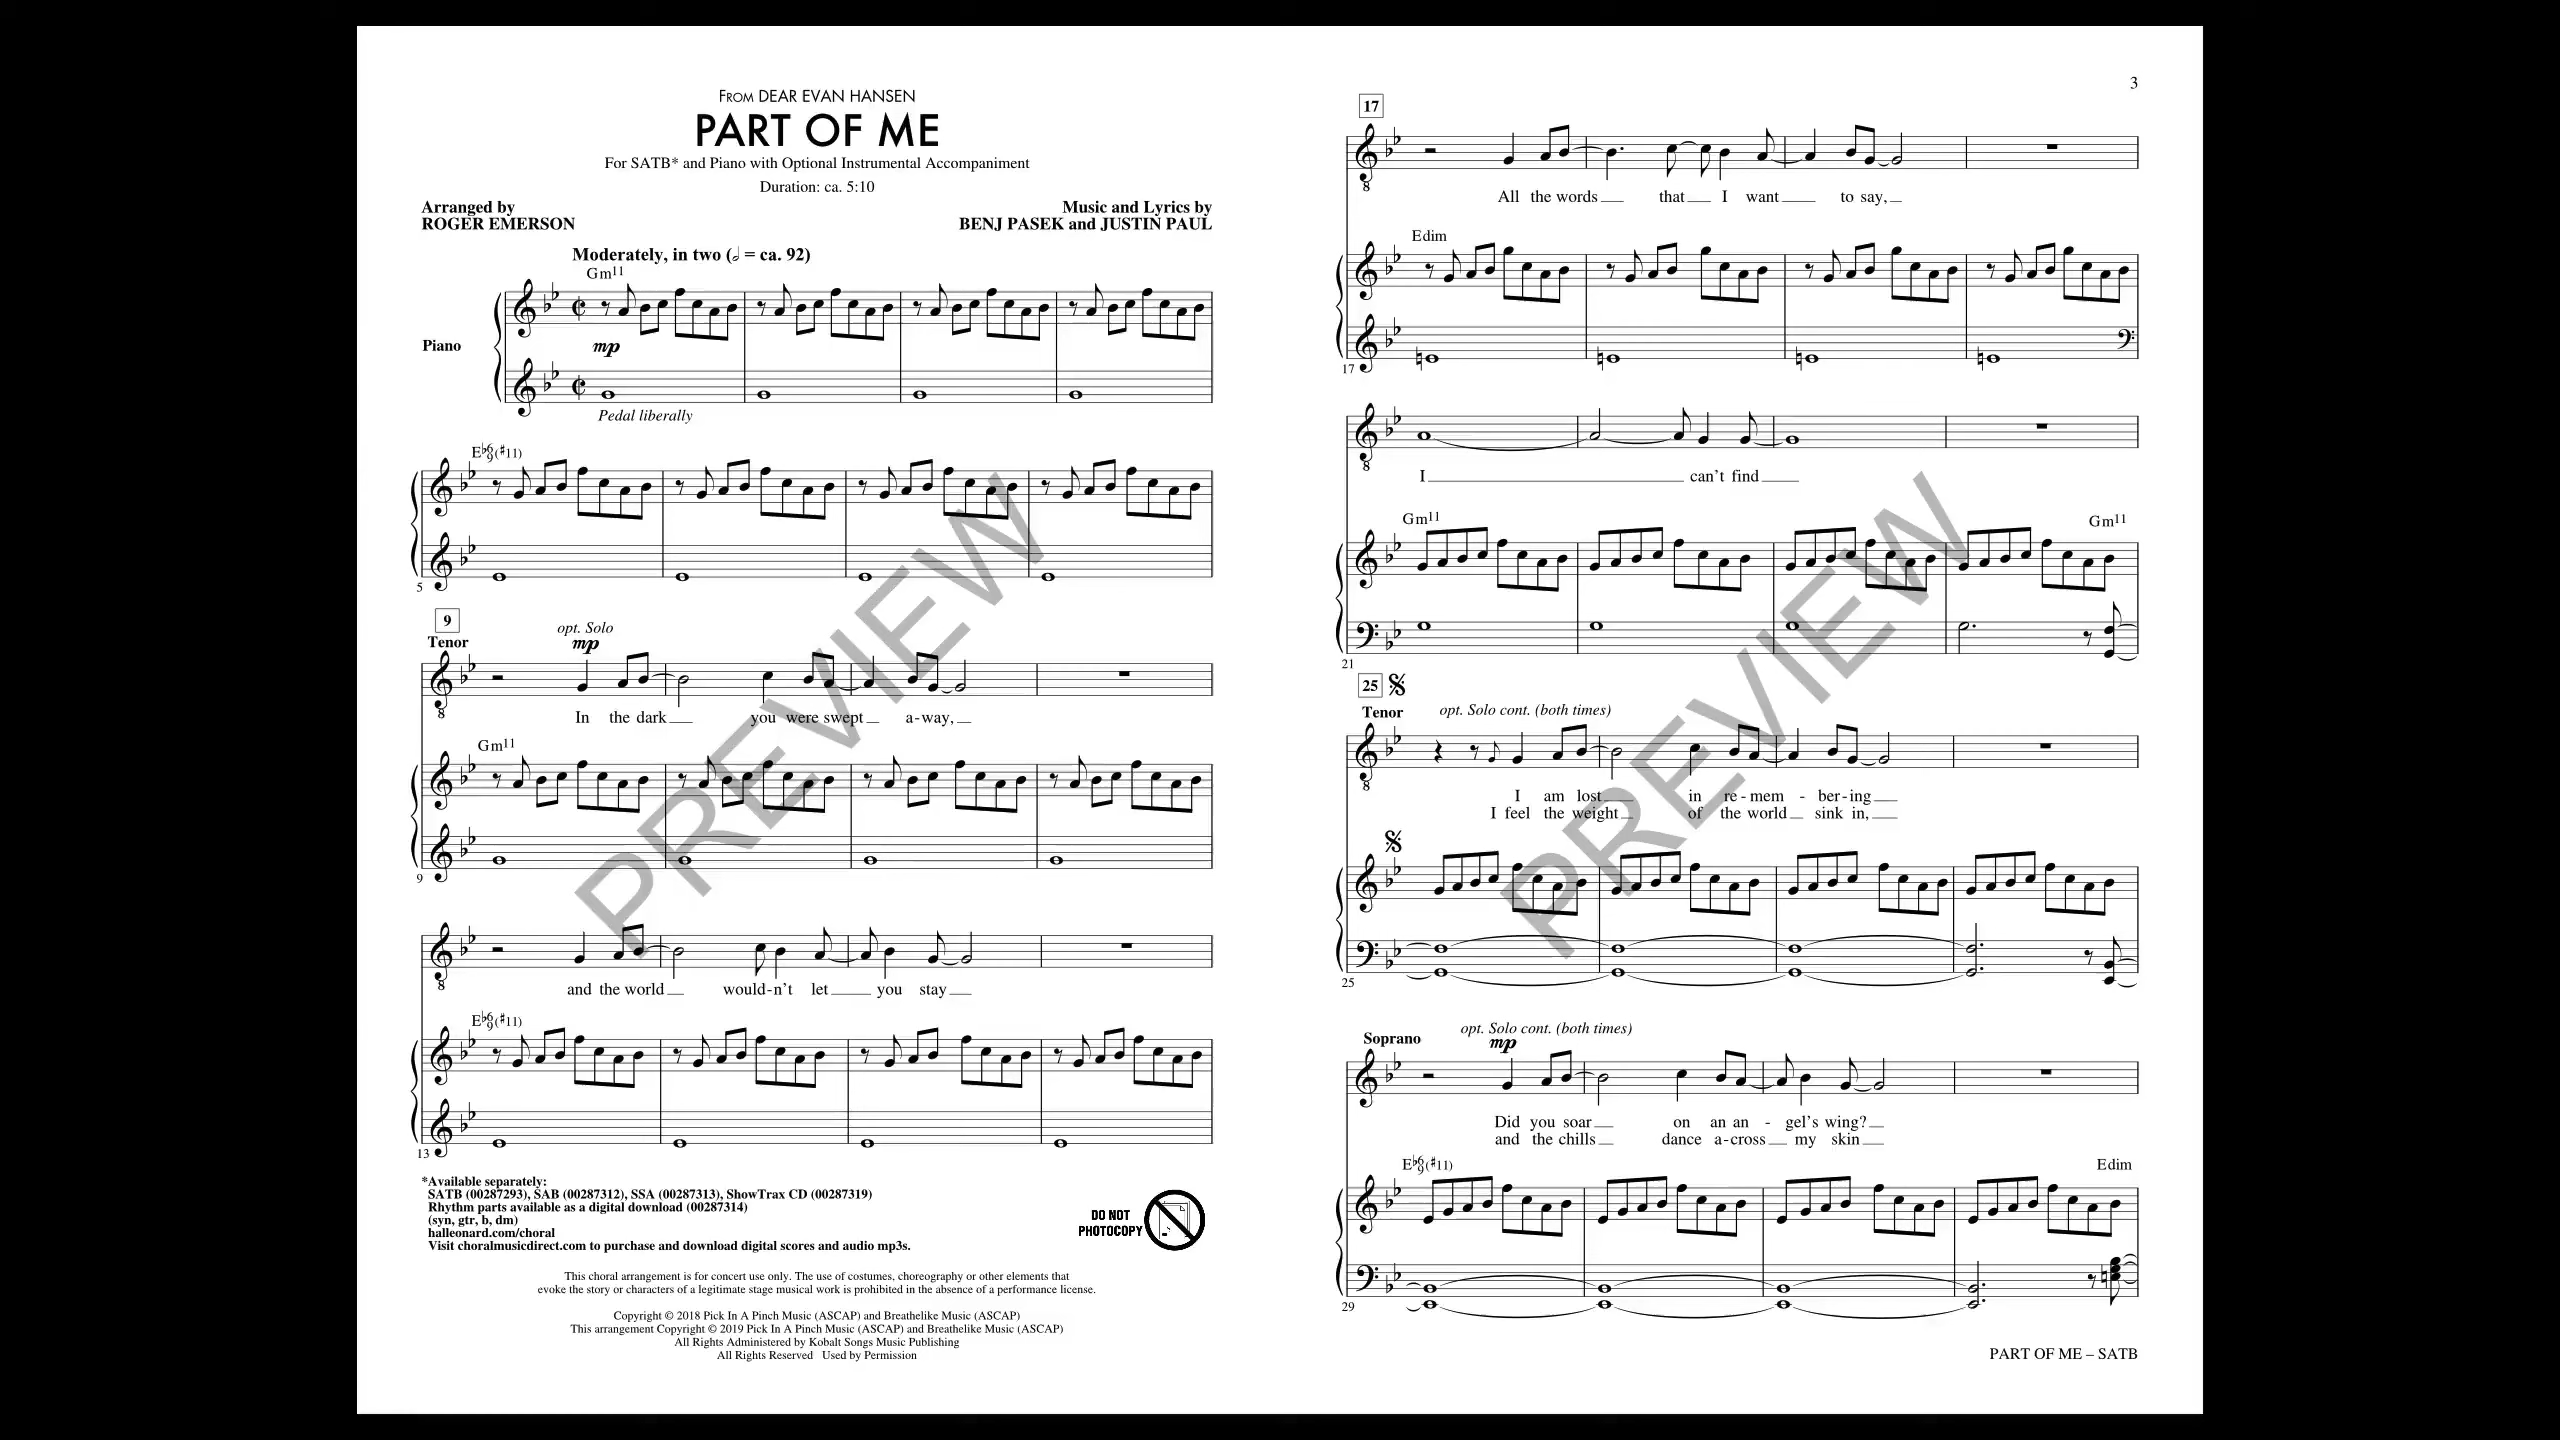 FROM DEAR EVAN HANSEN
PART OF ME
For SATB* and Piano with Optional Instrumental Accompaniment
Duration: ca. 5:10
Arranged by
ROGER EMERSON
Music and Lyrics by
BENJ PASEK and JUSTIN PAUL
Moderately, in two (𝅗𝅥 = ca. 92)
Gm11
Piano
mp
Pedal liberally
E♭6/9(♯11)
5
9
Tenor
opt. Solo
mp
In the dark you were swept a-way,
Gm11
9
and the world would-n't let you stay
E♭6/9(♯11)
13
*Available separately:
SATB (00287293), SAB (00287312), SSA (00287313), ShowTrax CD (00287319)
Rhythm parts available as a digital download (00287314)
(syn, gtr, b, dm)
halleonard.com/choral
Visit choralmusicdirect.com to purchase and download digital scores and audio mp3s.
DO NOT
PHOTOCOPY
This choral arrangement is for concert use only. The use of costumes, choreography or other elements that
evoke the story or characters of a legitimate stage musical work is prohibited in the absence of a performance license.
Copyright © 2018 Pick In A Pinch Music (ASCAP) and Breathelike Music (ASCAP)
This arrangement Copyright © 2019 Pick In A Pinch Music (ASCAP) and Breathelike Music (ASCAP)
All Rights Administered by Kobalt Songs Music Publishing
All Rights Reserved Used by Permission
PREVIEW
3
17
All the words that I want to say,
Edim
17
I can't find
Gm11 Gm11
21
25
Tenor
opt. Solo cont. (both times)
I am lost in re-mem-ber-ing
I feel the weight of the world sink in,
25
Soprano
opt. Solo cont. (both times)
mp
Did you soar on an an-gel's wing?
and the chills dance a-cross my skin
E♭6/9(♯11) Edim
29
PART OF ME – SATB
PREVIEW